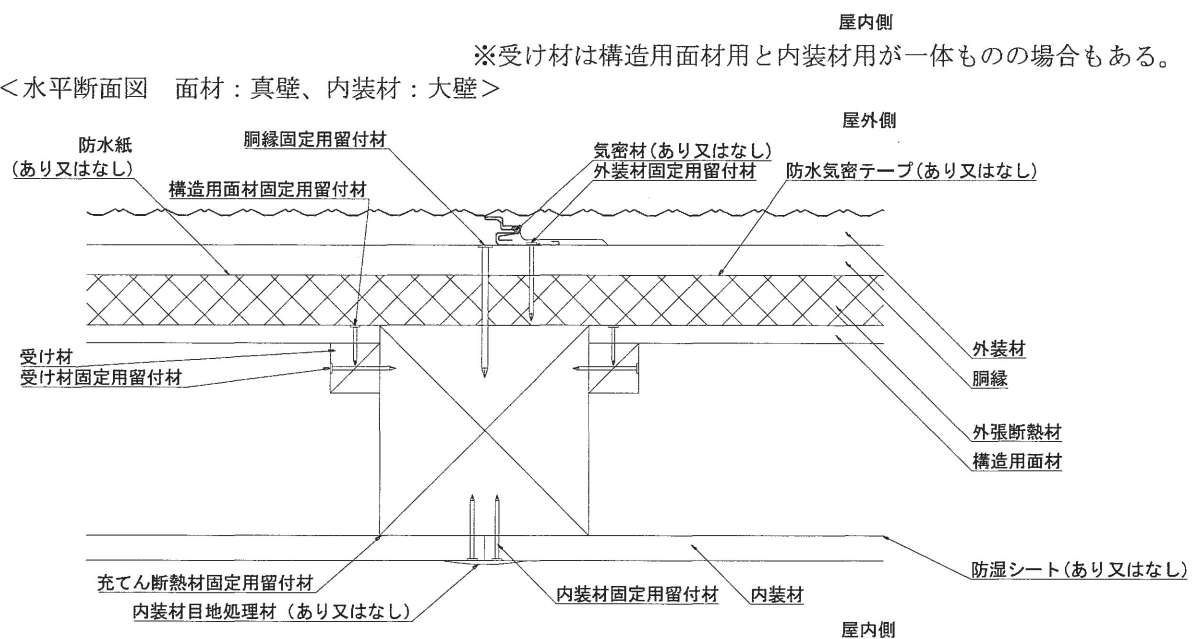 屋内側
※受け材は構造用面材用と内装材用が一体ものの場合もある。
＜水平断面図　面材：真壁、内装材：大壁＞
屋外側
防水紙
(あり又はなし)
胴縁固定用留付材
構造用面材固定用留付材
気密材(あり又はなし)
外装材固定用留付材
防水気密テープ(あり又はなし)
受け材
受け材固定用留付材
外装材
胴縁
外張断熱材
構造用面材
防湿シート(あり又はなし)
充てん断熱材固定用留付材
内装材目地処理材（あり又はなし）
内装材固定用留付材
内装材
屋内側